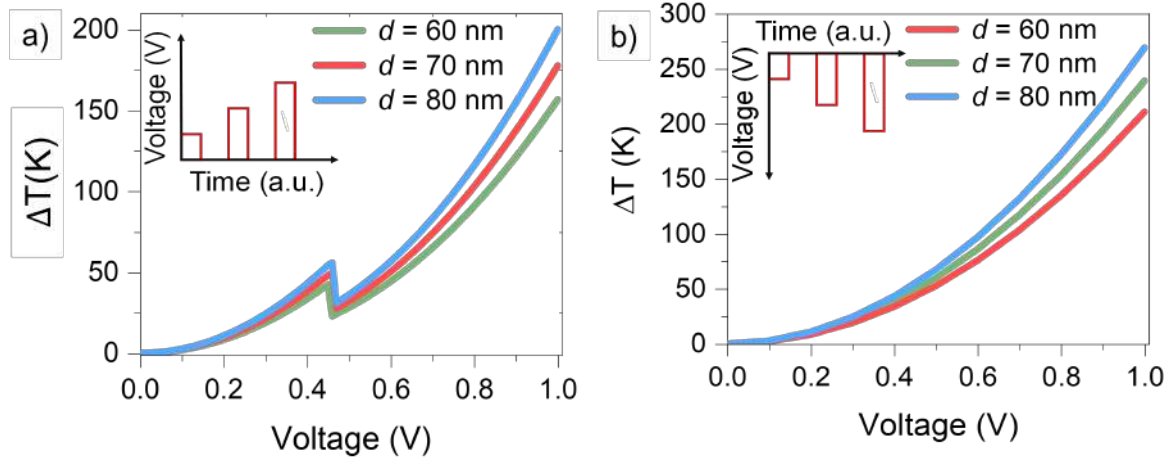 a)
d = 60 nm
d = 70 nm
d = 80 nm
Voltage (V)
Time (a.u.)
200
150
100
50
0
ΔT(K)
0.0 0.2 0.4 0.6 0.8 1.0
Voltage (V)
b)
Time (a.u.)
Voltage (V)
d = 60 nm
d = 70 nm
d = 80 nm
300
250
200
150
100
50
0
ΔT (K)
0.0 0.2 0.4 0.6 0.8 1.0
Voltage (V)